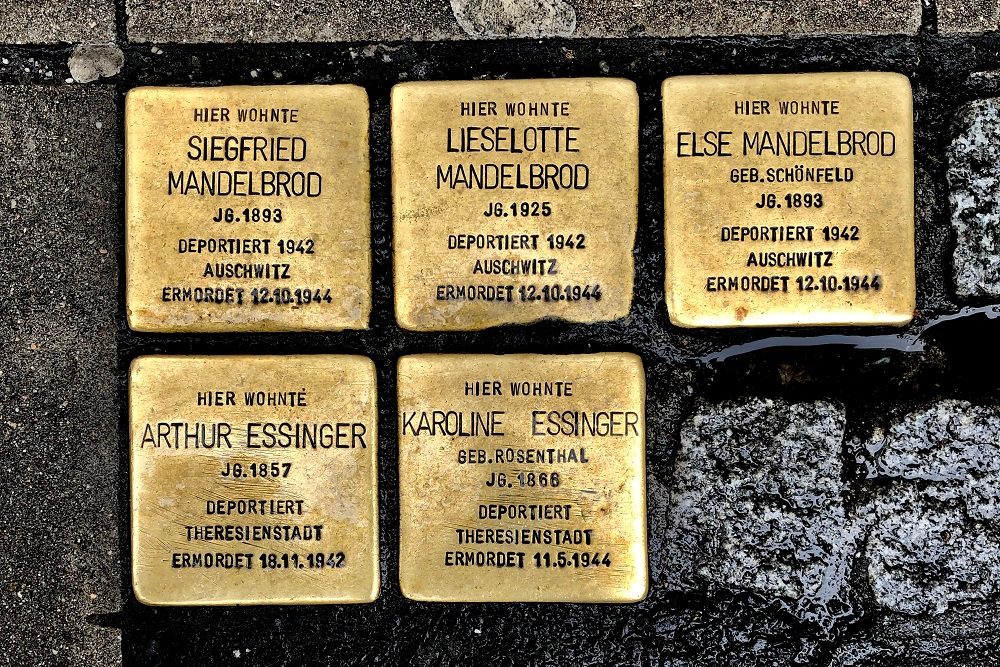 HIER WOHNTE
SIEGFRIED
MANDELBROD
JG.1893
DEPORTIERT 1942
AUSCHWITZ
ERMORDET 12.10.1944
HIER WOHNTE
LIESELOTTE
MANDELBROD
JG.1925
DEPORTIERT 1942
AUSCHWITZ
ERMORDET 12.10.1944
HIER WOHNTE
ELSE MANDELBROD
GEB.SCHÖNFELD
JG.1893
DEPORTIERT 1942
AUSCHWITZ
ERMORDET 12.10.1944
HIER WOHNTE
ARTHUR ESSINGER
JG.1857
DEPORTIERT
THERESIENSTADT
ERMORDET 18.11.1942
HIER WOHNTE
KAROLINE ESSINGER
GEB.ROSENTHAL
JG.1866
DEPORTIERT
THERESIENSTADT
ERMORDET 11.5.1944